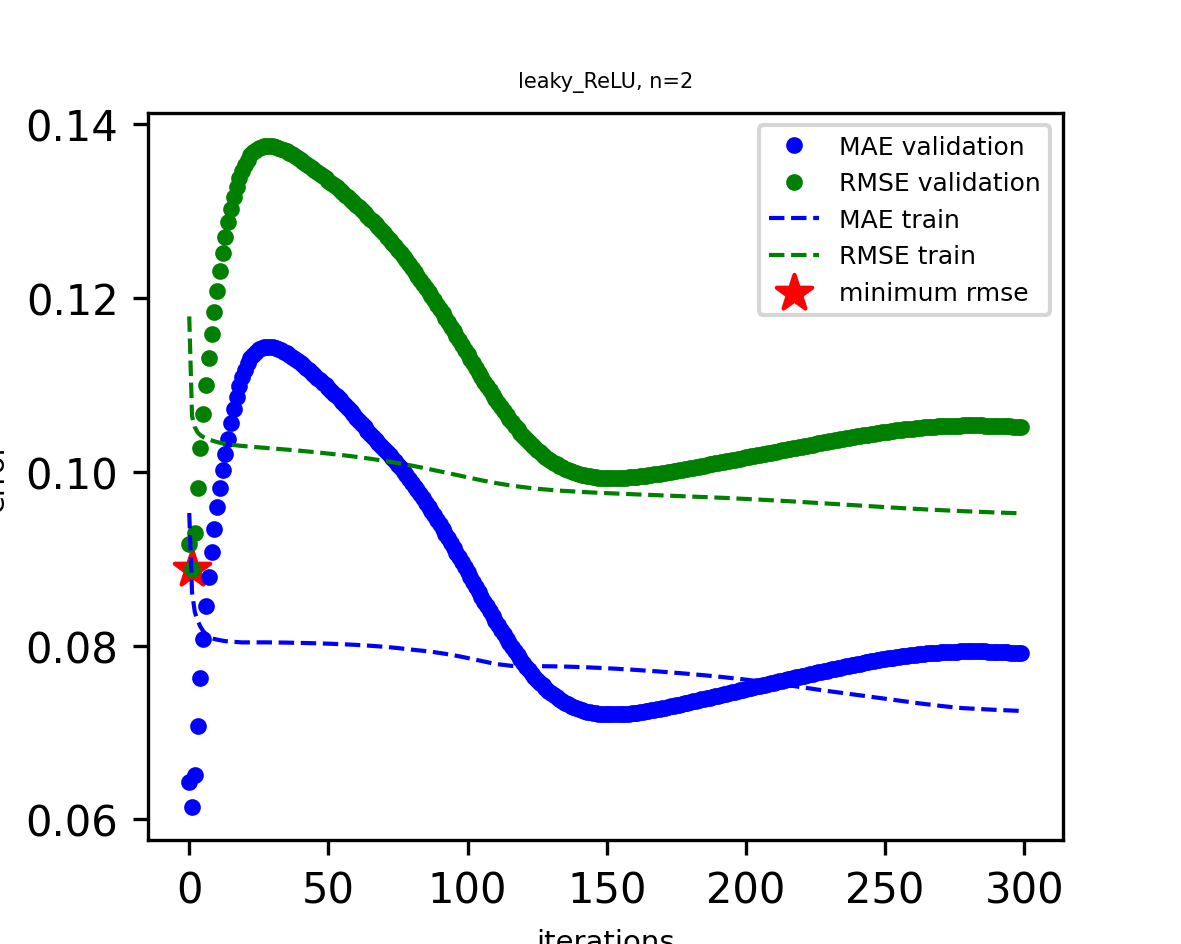 leaky_ReLU, n=2
0.14
0.12
0.10
0.08
0.06
MAE validation
RMSE validation
MAE train
RMSE train
minimum rmse
0 50 100 150 200 250 300
iterations